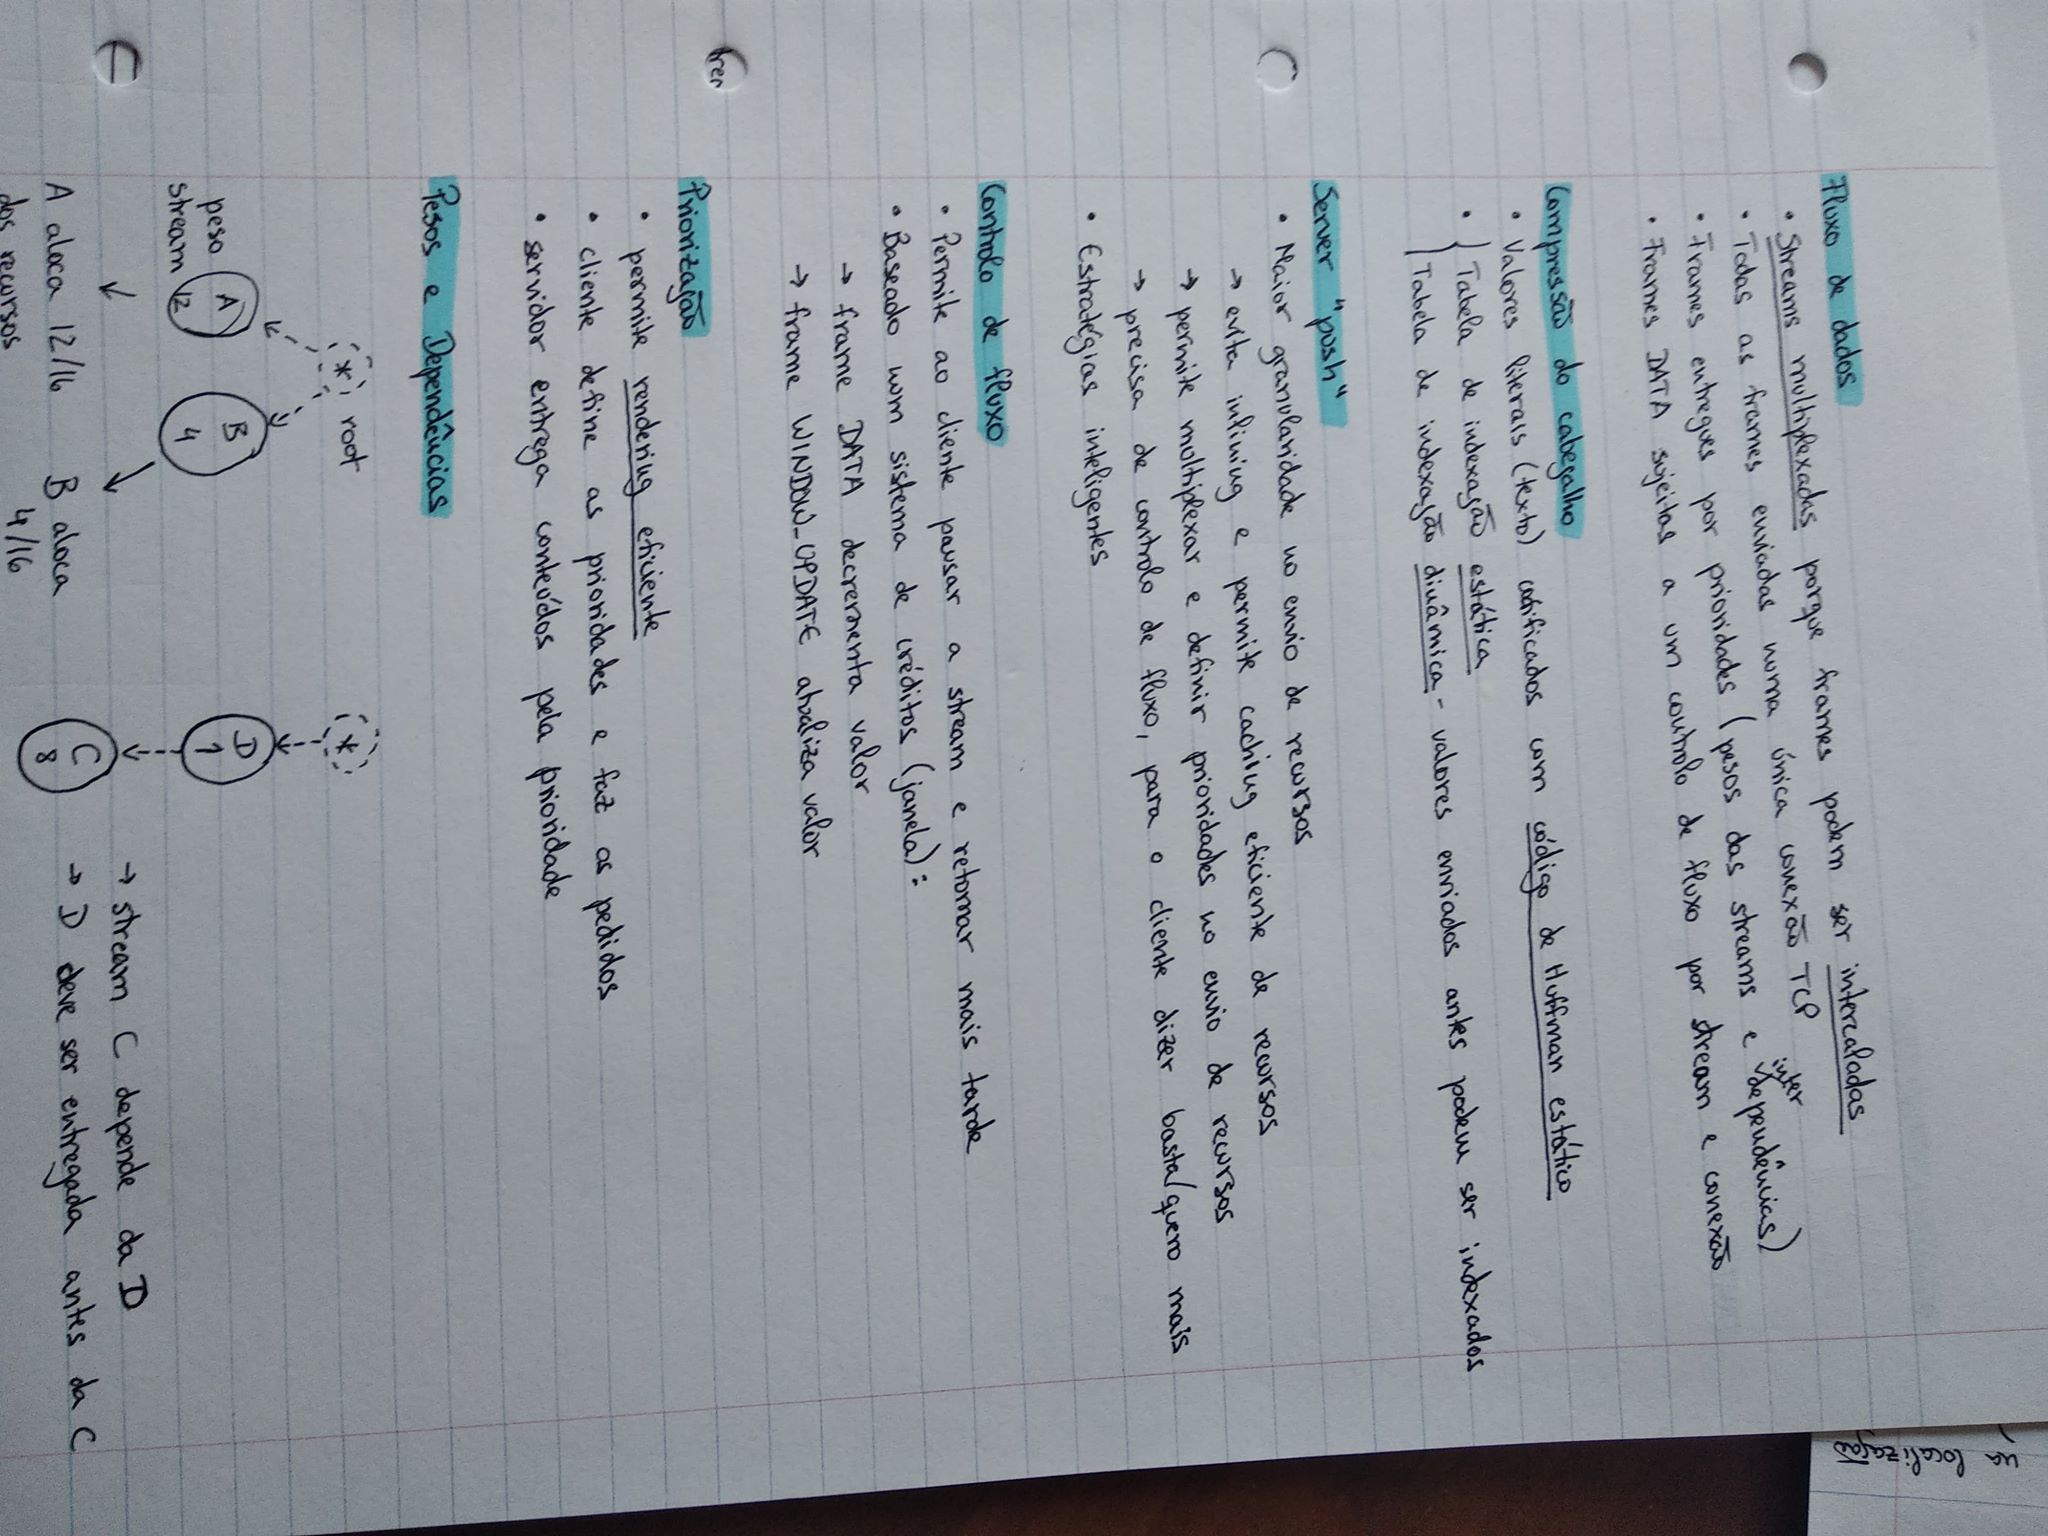 na localização
Fluxo de dados
• Streams multiplexadas porque frames podem ser intercaladas
• Todas as frames enviadas numa única conexão TCP
• Frames entregues por prioridades (pesos das streams e interdependências)
• Frames DATA sujeitas a um controlo de fluxo por stream e conexão
Compressão do cabeçalho
• Valores literais (texto) codificados com código de Huffman estático
• Tabela de indexação estática
Tabela de indexação dinâmica - valores enviados antes podem ser indexados
Server "push"
• Maior granularidade no envio de recursos
→ evita inlining e permite caching eficiente de recursos
→ permite multiplexar e definir prioridades no envio de recursos
→ precisa de controlo de fluxo, para o cliente dizer basta/quero mais
• Estratégias inteligentes
Controlo de fluxo
• Permite ao cliente pausar a stream e retomar mais tarde
• Baseado num sistema de créditos (janela):
→ frame DATA decrementa valor
→ frame WINDOW_UPDATE atualiza valor
Priorização
• permite rendering eficiente
• cliente define as prioridades e faz os pedidos
• servidor entrega conteúdos pela prioridade
Pesos e Dependências
* root
*
A
12
B
4
D
1
peso
stream
C
8
→ stream C depende da D
→ D deve ser entregada antes da C
A aloca 12/16
dos recursos
B aloca
4/16